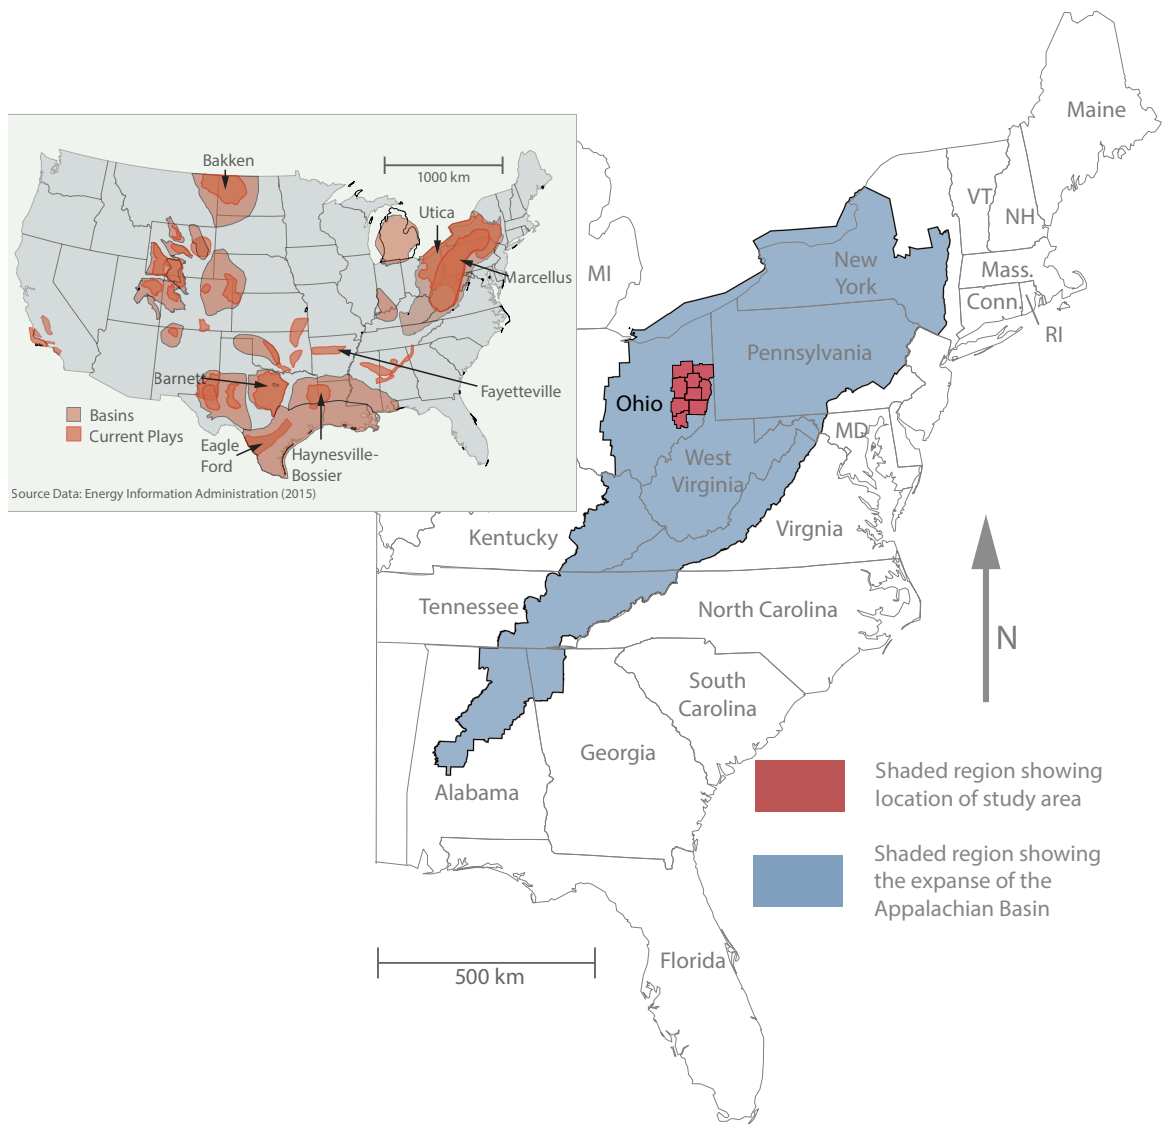 Bakken
1000 km
Utica
Marcellus
Barnett
Fayetteville
Basins
Current Plays
Eagle
Ford
Haynesville-
Bossier
Source Data: Energy Information Administration (2015)
Maine
VT
NH
MI
New
York
Mass.
Conn.
RI
Pennsylvania
Ohio
MD
West
Virginia
Kentucky
Virgnia
Tennessee
North Carolina
N
South
Carolina
Georgia
Alabama
Florida
Shaded region showing
location of study area
Shaded region showing
the expanse of the
Appalachian Basin
500 km